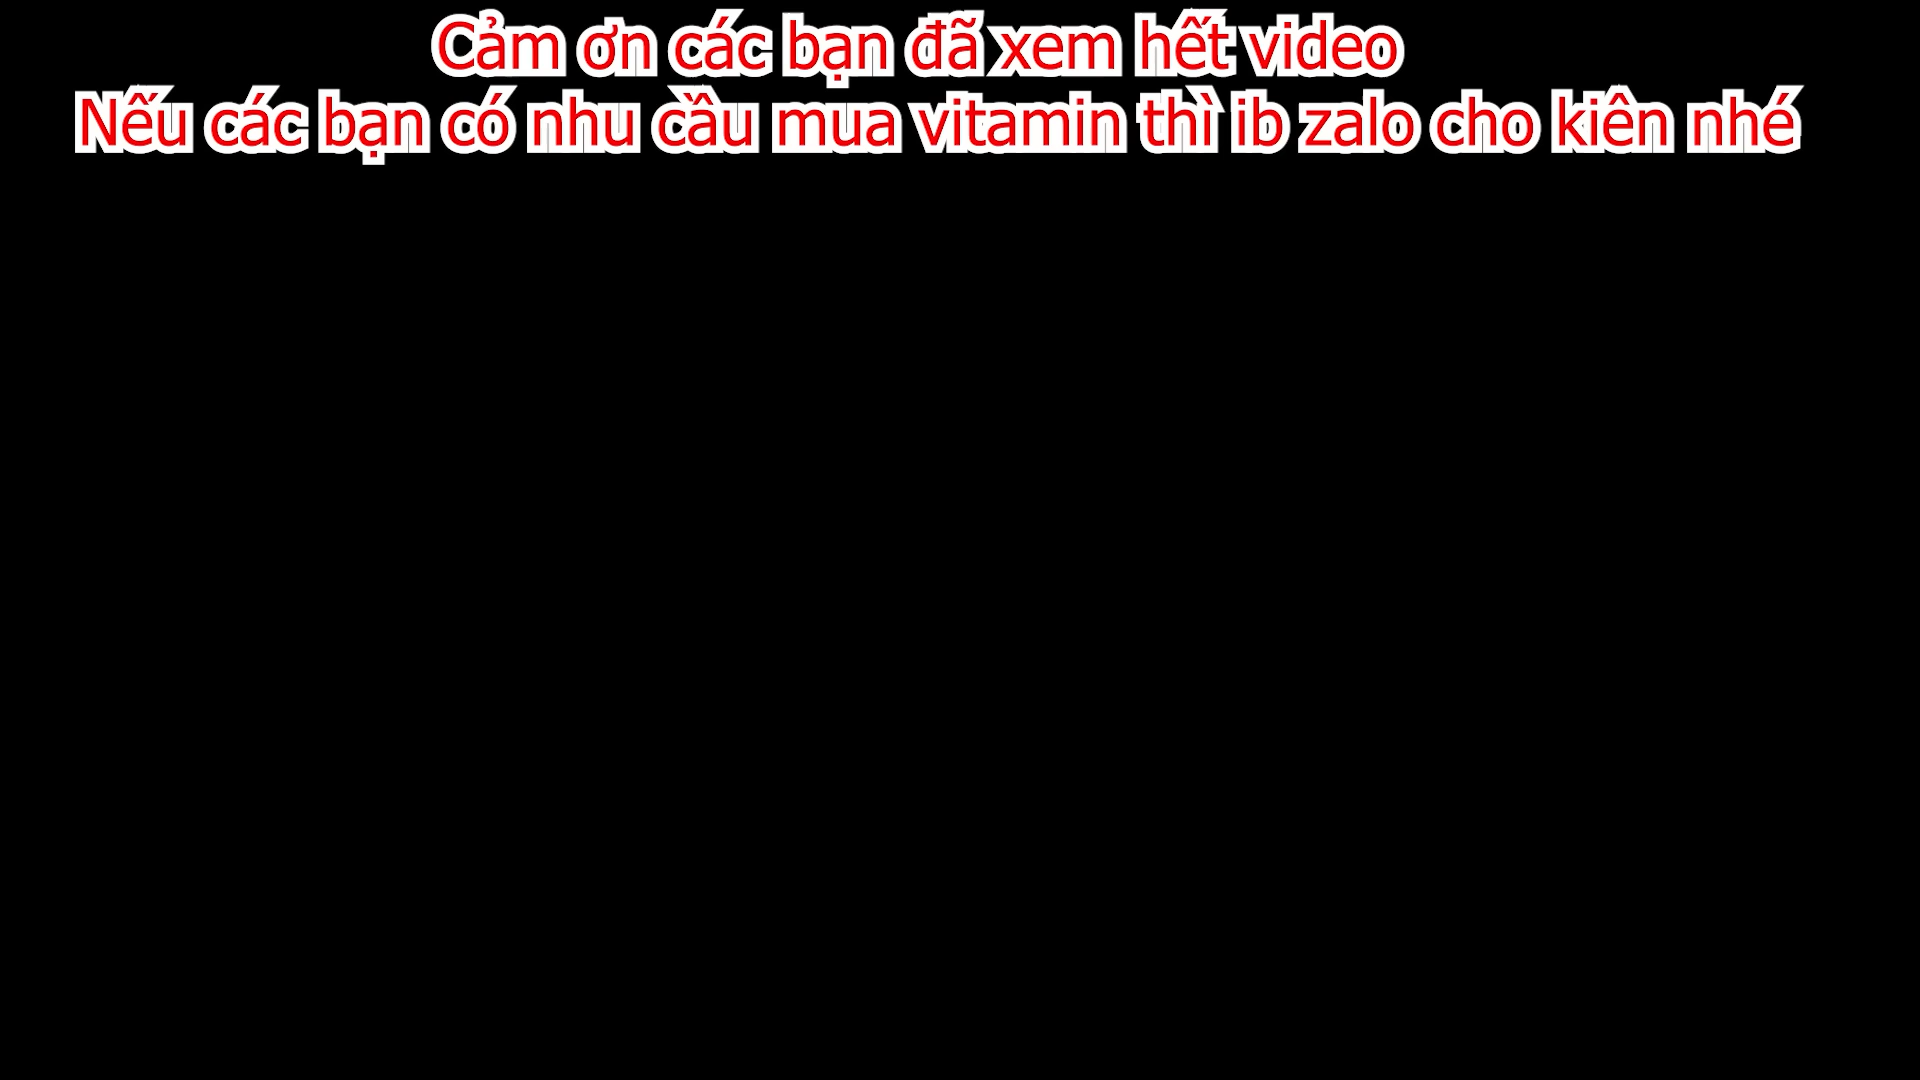 Cảm ơn các bạn đã xem hết video
Nếu các bạn có nhu cầu mua vitamin thì ib zalo cho kiên nhé